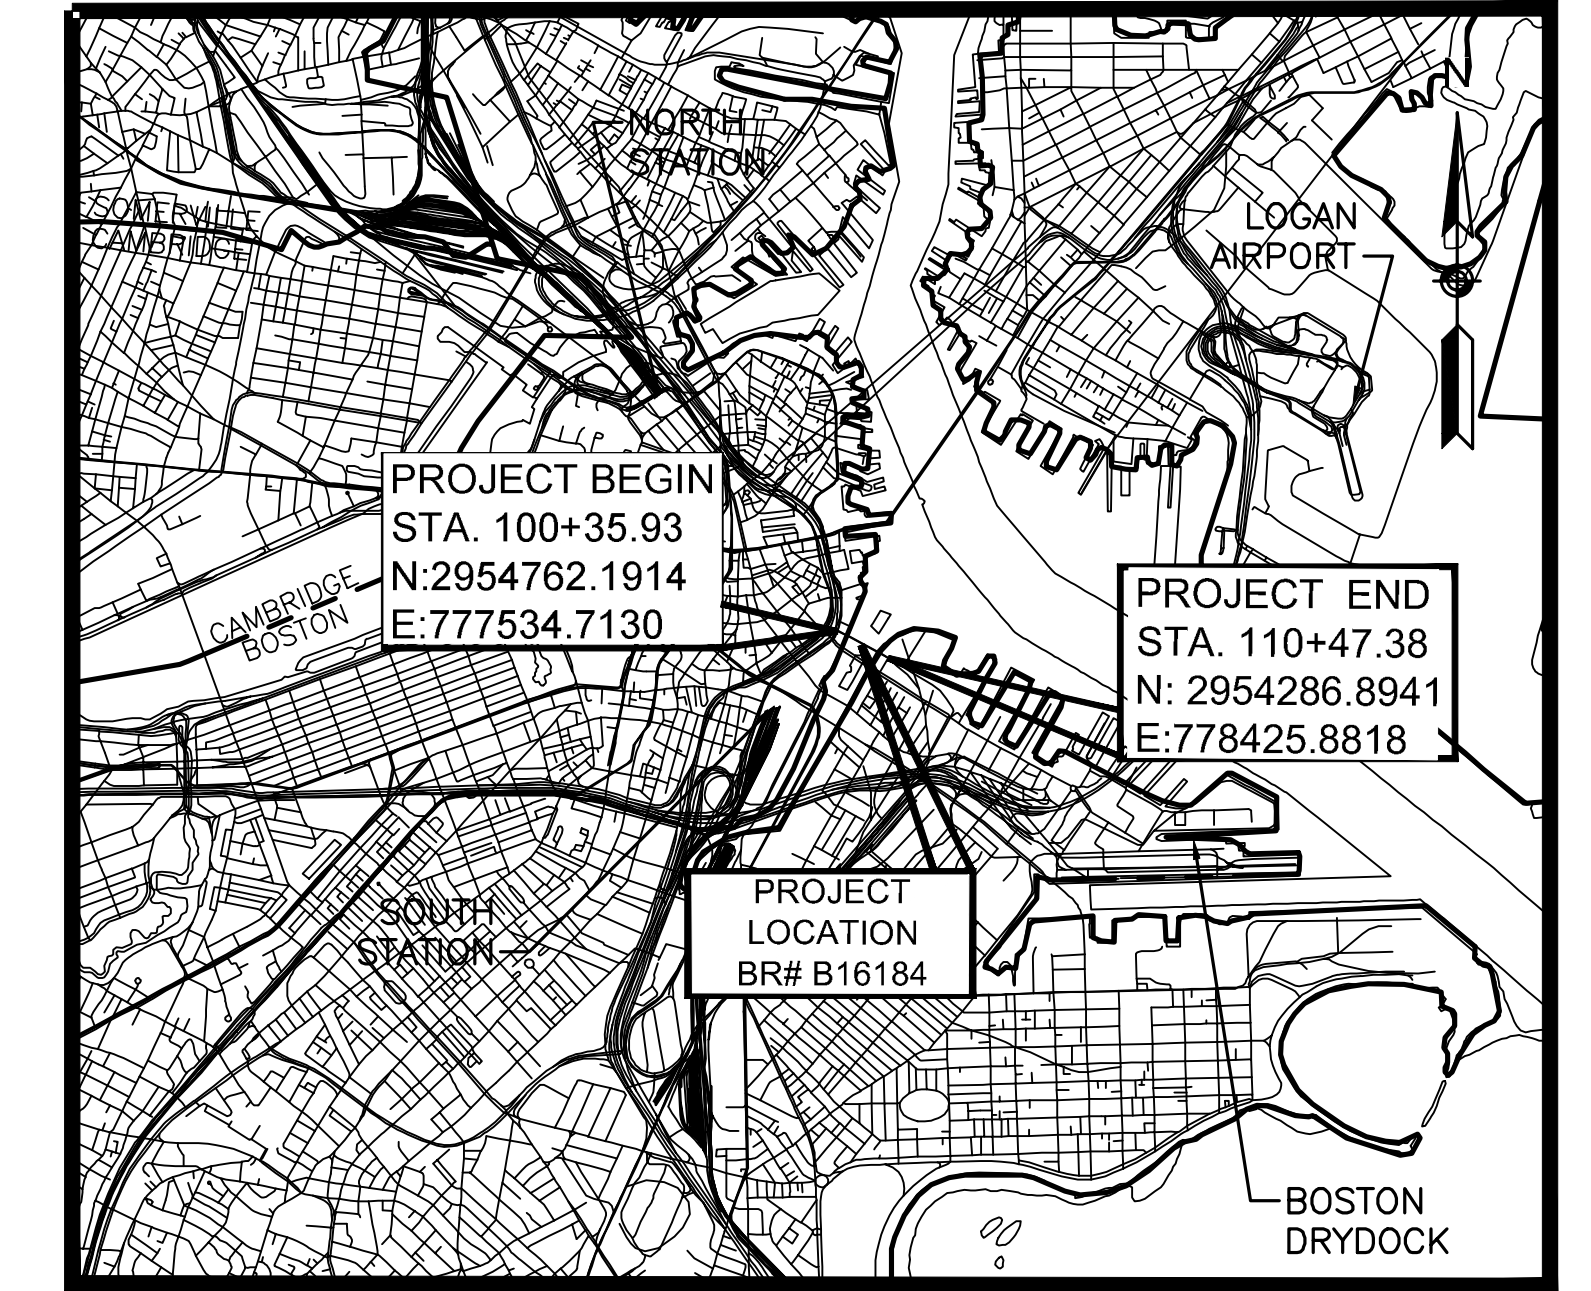 NORTH
STATION
SOMERVILLE
CAMBRIDGE
LOGAN
AIRPORT
N
PROJECT BEGIN
STA. 100+35.93
N:2954762.1914
E:777534.7130
CAMBRIDGE
BOSTON
PROJECT END
STA. 110+47.38
N: 2954286.8941
E:778425.8818
PROJECT
LOCATION
BR# B16184
SOUTH
STATION
BOSTON
DRYDOCK